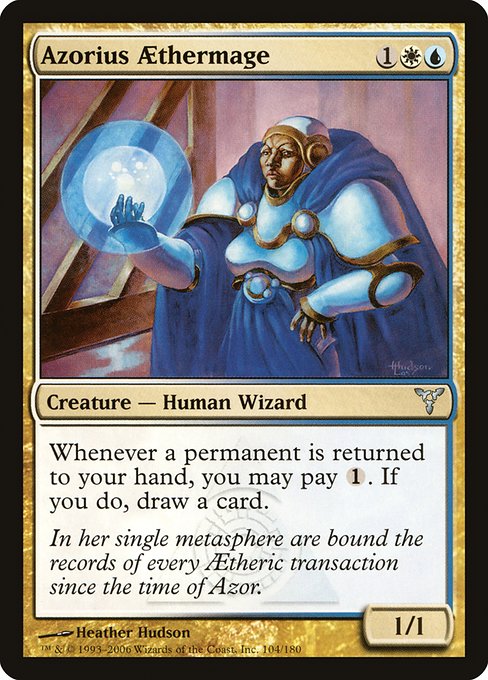 Azorius Æthermage 1
Hudson
Creature — Human Wizard
Whenever a permanent is returned
to your hand, you may pay 1. If
you do, draw a card.
In her single metasphere are bound the
records of every Ætheric transaction
since the time of Azor.
1/1
Heather Hudson
™ & © 1993–2006 Wizards of the Coast, Inc. 104/180